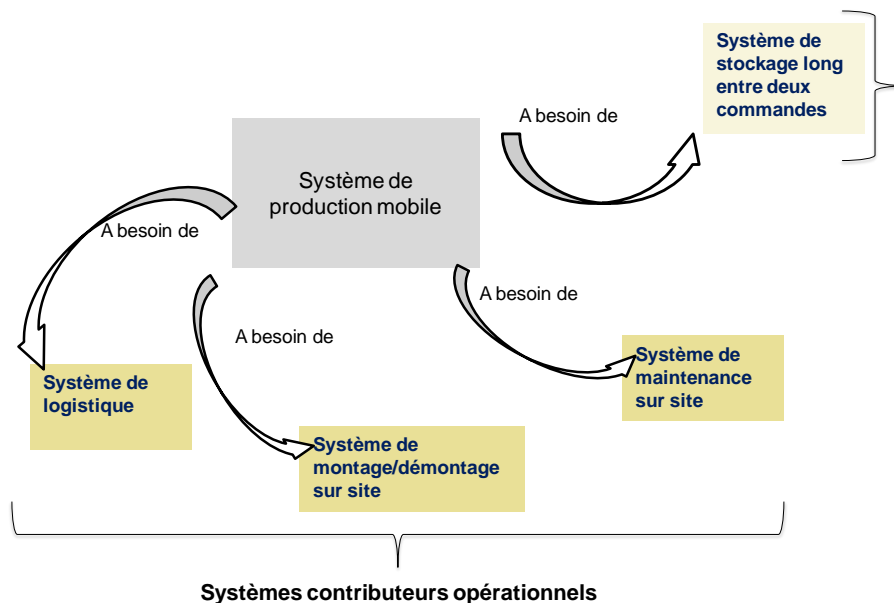 Système de
stockage long
entre deux
commandes
A besoin de
Système de
production mobile
A besoin de
A besoin de
A besoin de
Système de
maintenance
sur site
Système de
logistique
Système de
montage/démontage
sur site
Systèmes contributeurs opérationnels